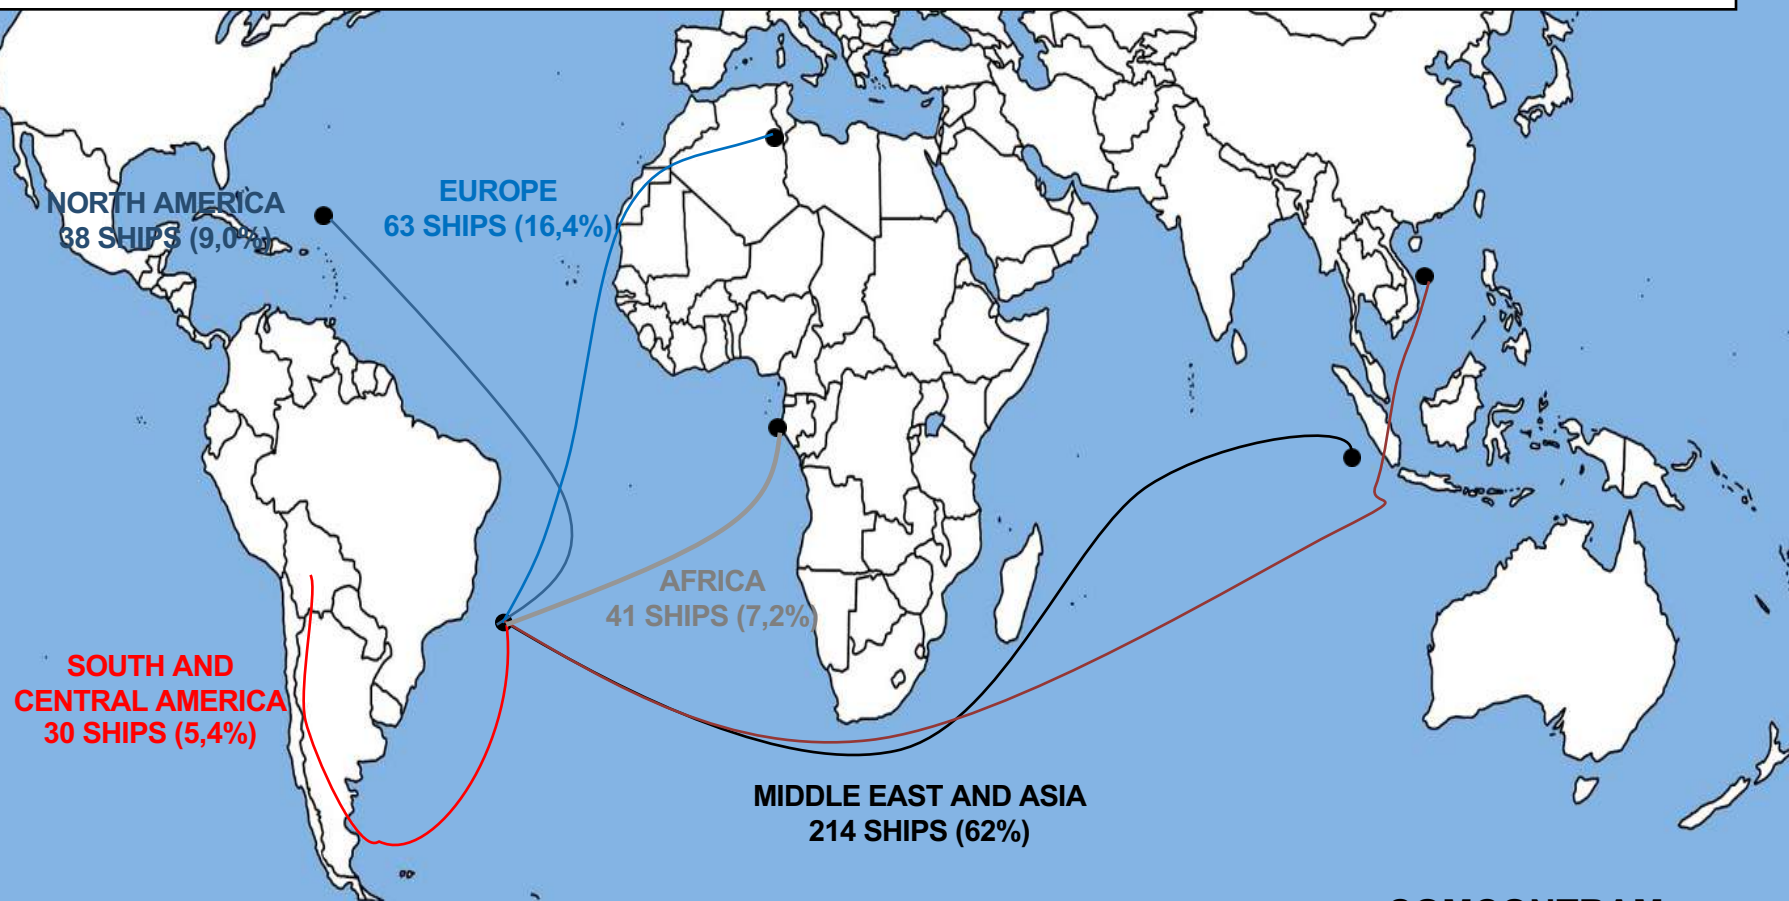 NORTH AMERICA
38 SHIPS (9,0%)
EUROPE
63 SHIPS (16,4%)
AFRICA
41 SHIPS (7,2%)
SOUTH AND
CENTRAL AMERICA
30 SHIPS (5,4%)
MIDDLE EAST AND ASIA
214 SHIPS (62%)